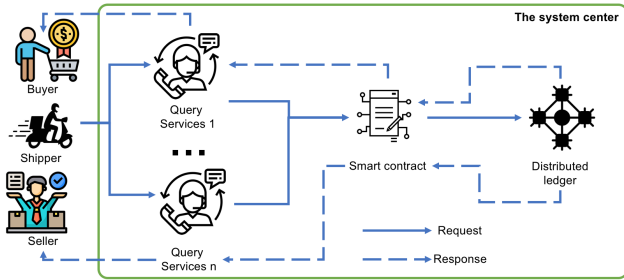 The system center
Buyer
Shipper
Seller
Query
Services 1
...
Query
Services n
Smart contract
Distributed
ledger
Request
Response